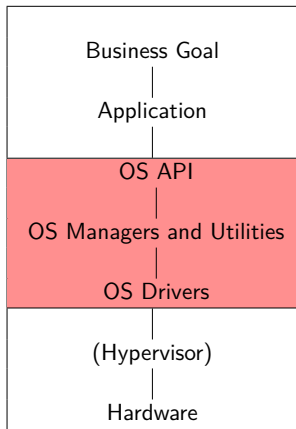 Business Goal
Application
OS API
OS Managers and Utilities
OS Drivers
(Hypervisor)
Hardware